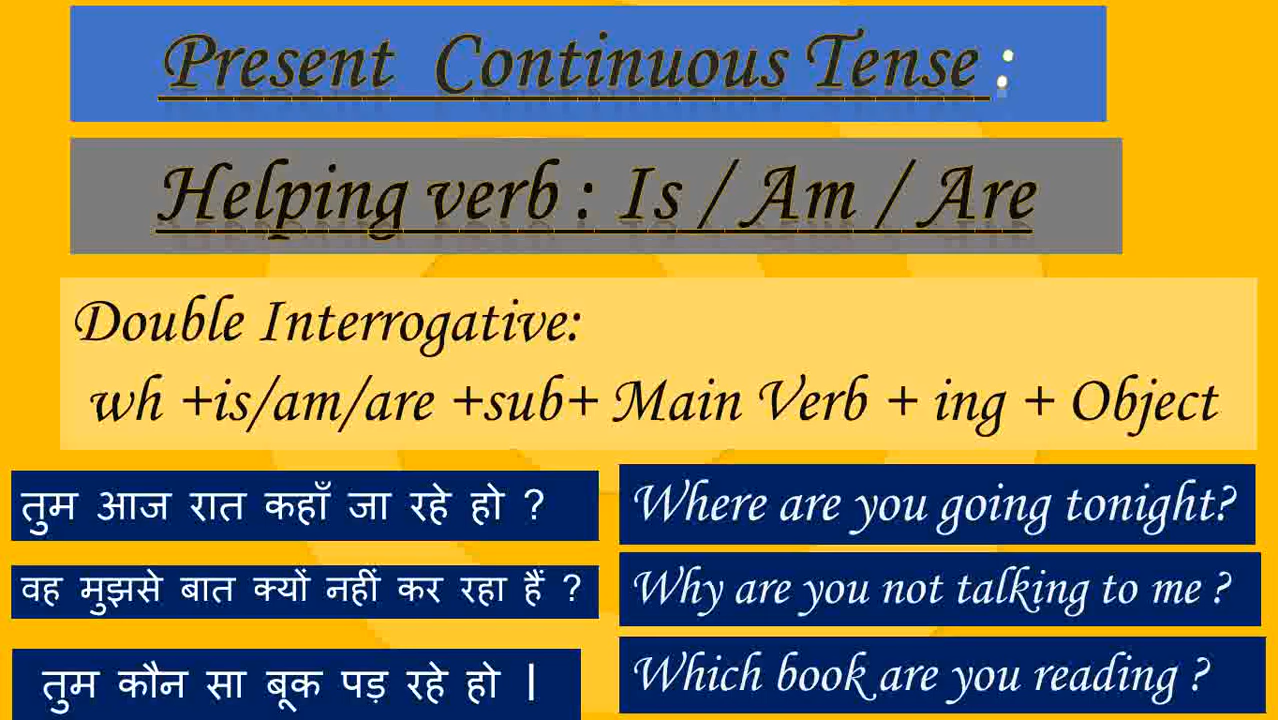 Present Continuous Tense :
Helping verb : Is / Am / Are
Double Interrogative:
wh +is/am/are +sub+ Main Verb + ing + Object
तुम आज रात कहाँ जा रहे हो ?
Where are you going tonight?
वह मुझसे बात क्यों नहीं कर रहा हैं ?
Why are you not talking to me ?
तुम कौन सा बूक पड़ रहे हो |
Which book are you reading ?